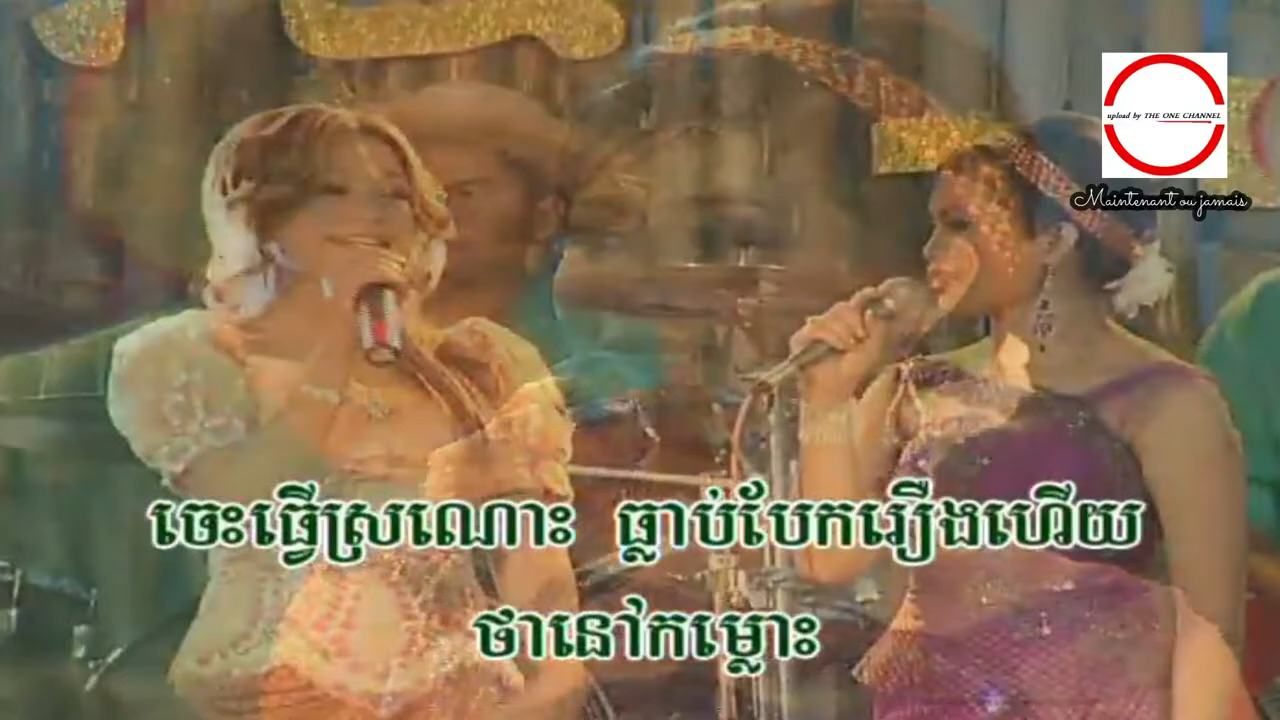 upload by THE ONE CHANNEL
Maintenant ou jamais
ចេះធ្វើស្រណោះ ធ្លាប់បែករឿងហើយ
ថានៅកម្លោះ